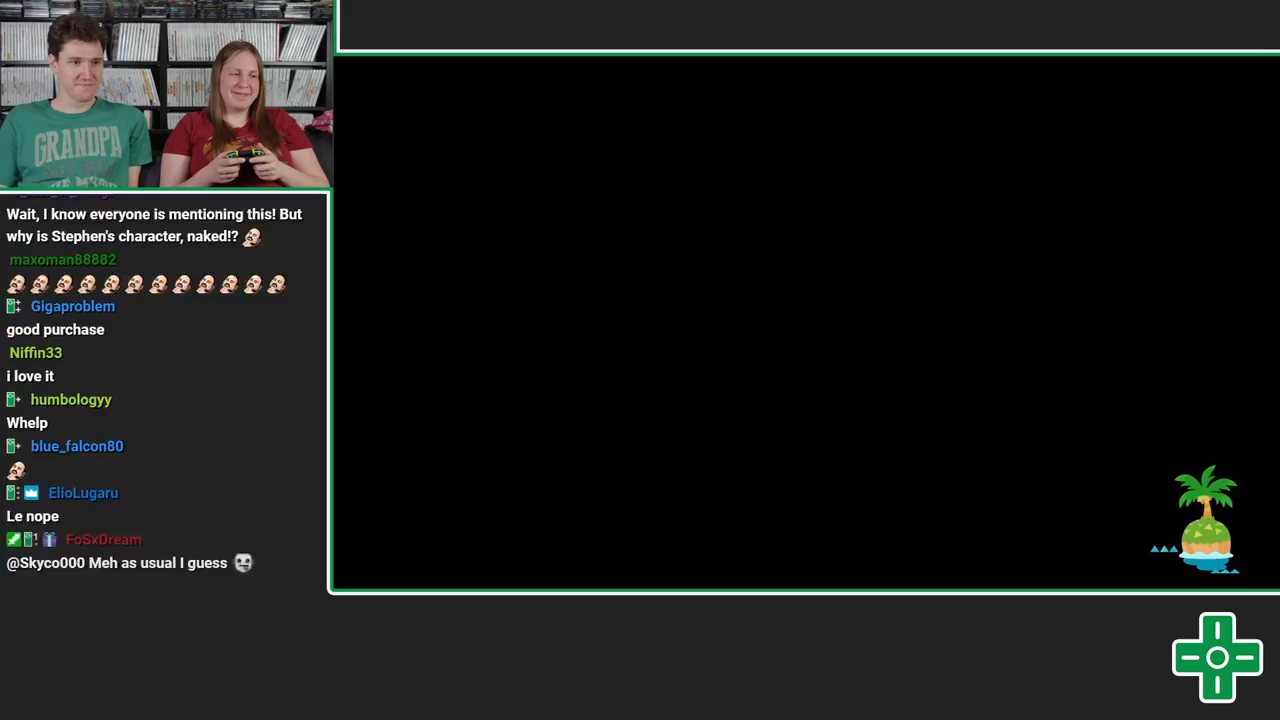 GRANDPA
Wait, I know everyone is mentioning this! But
why is Stephen's character, naked!?
maxoman88882
Gigaproblem
good purchase
Niffin33
i love it
humbologyy
Whelp
blue_falcon80
ElioLugaru
Le nope
FoSxDream
@Skyco000 Meh as usual I guess